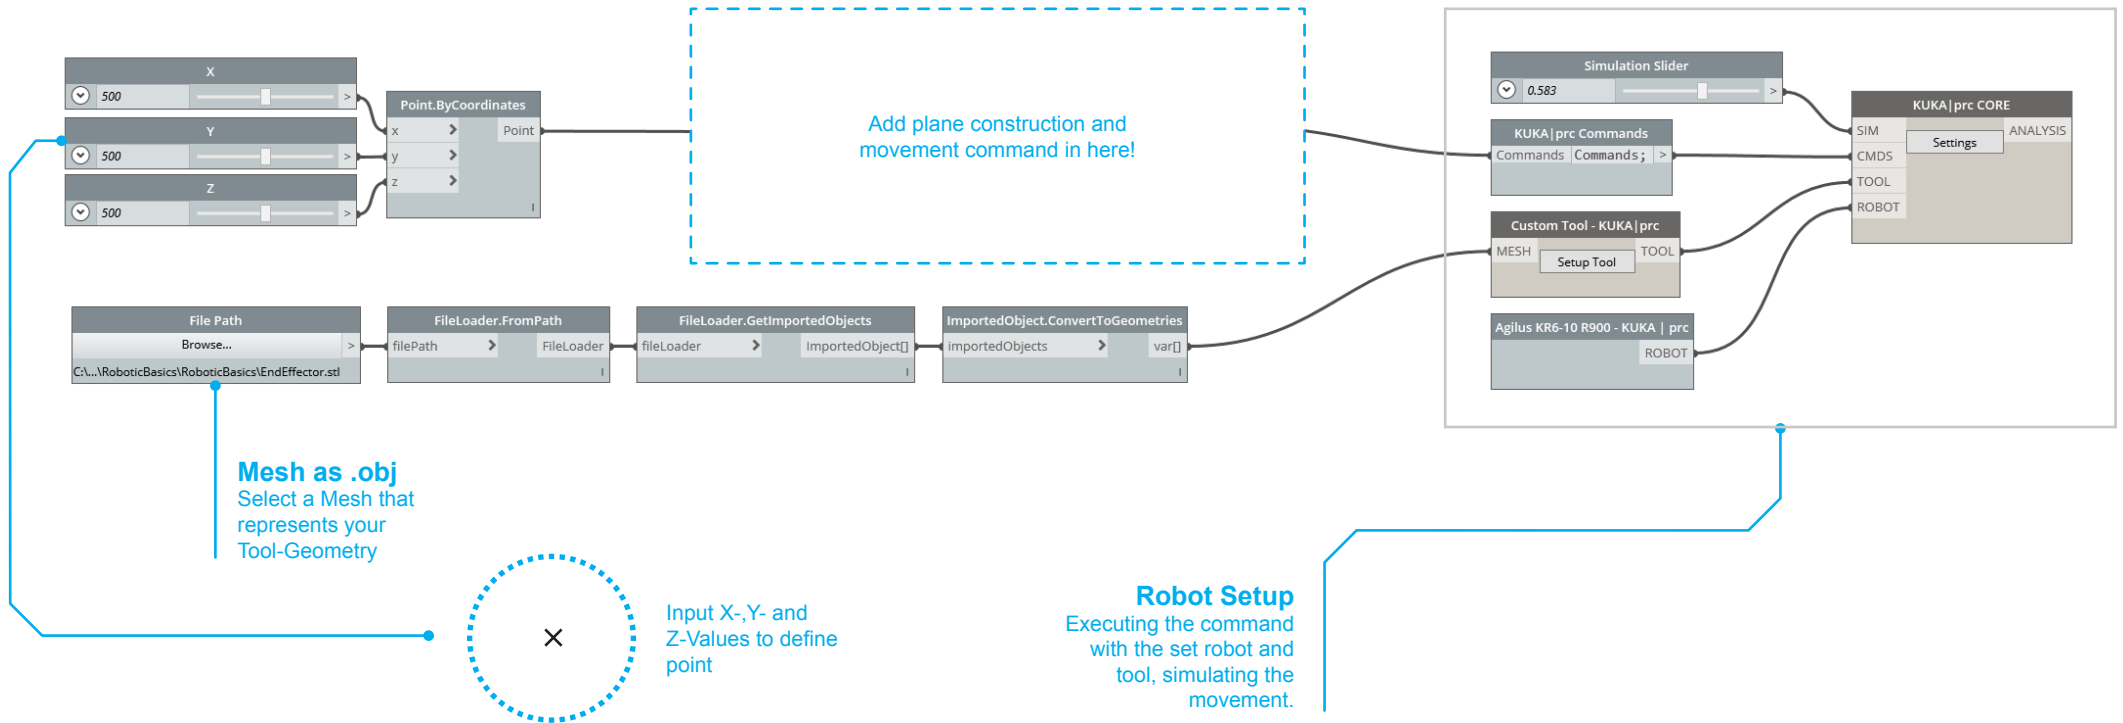 X
500 >
Y
500 >
Z
500 >
Point.ByCoordinates
x > Point
y >
z >
l
Add plane construction and
movement command in here!
Simulation Slider
0.583 >
KUKA|prc Commands
Commands Commands; >
Custom Tool - KUKA|prc
MESH TOOL
Setup Tool
Agilus KR6-10 R900 - KUKA | prc
ROBOT
KUKA|prc CORE
SIM ANALYSIS
Settings
CMDS
TOOL
ROBOT
File Path
Browse... >
C:\...\RoboticBasics\RoboticBasics\EndEffector.stl
FileLoader.FromPath
filePath > FileLoader
l
FileLoader.GetImportedObjects
fileLoader > ImportedObject[]
l
ImportedObject.ConvertToGeometries
importedObjects > var[]
l
Mesh as .obj
Select a Mesh that
represents your
Tool-Geometry
Input X-,Y- and
Z-Values to define
point
Robot Setup
Executing the command
with the set robot and
tool, simulating the
movement.